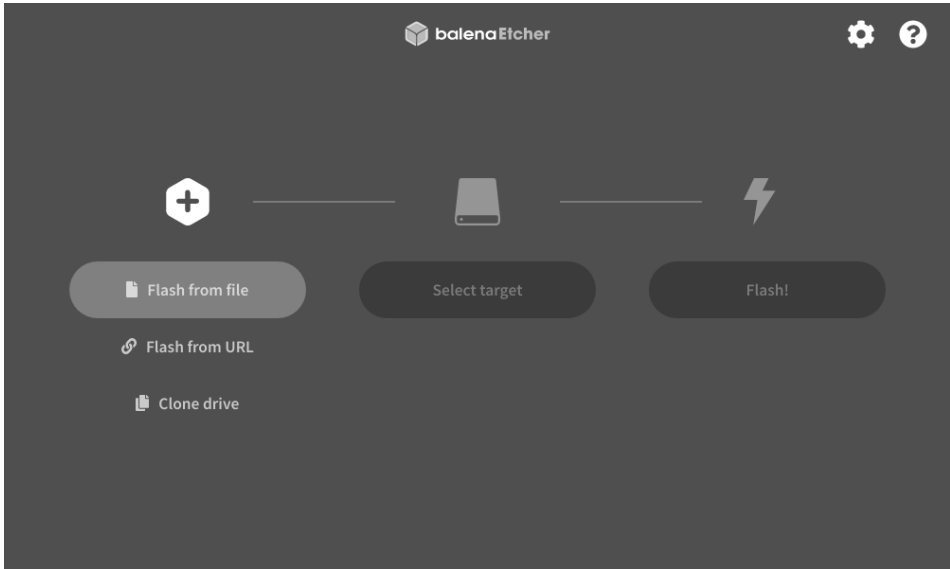 balenaEtcher
Flash from file
Select target
Flash!
Flash from URL
Clone drive